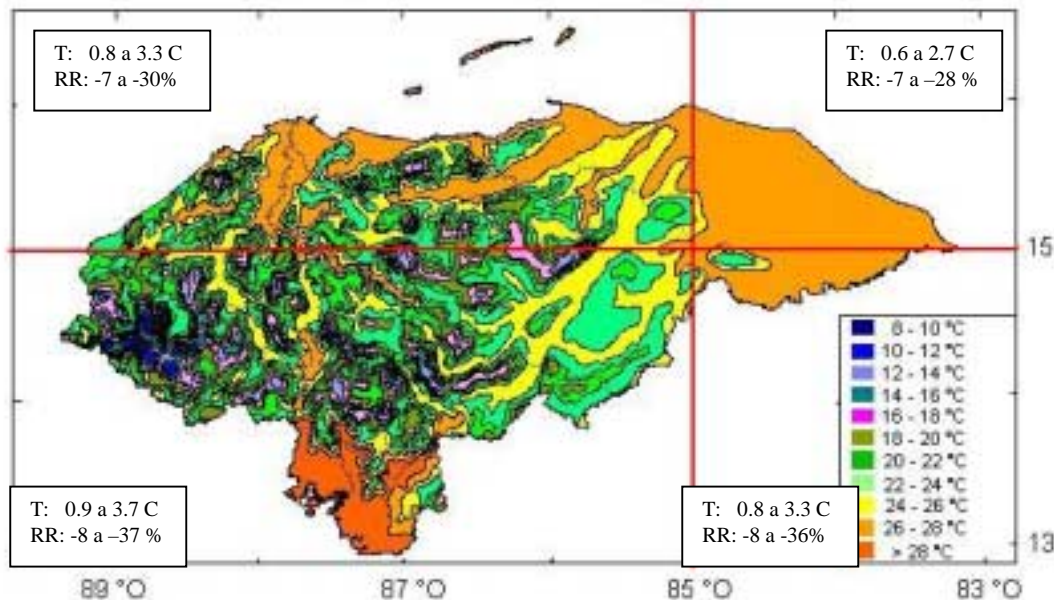 T: 0.8 a 3.3 C
RR: -7 a -30%
T: 0.6 a 2.7 C
RR: -7 a –28 %
15
8 - 10 °C
10 - 12 °C
12 - 14 °C
14 - 16 °C
16 - 18 °C
18 - 20 °C
20 - 22 °C
22 - 24 °C
24 - 26 °C
26 - 28 °C
> 28 °C
T: 0.9 a 3.7 C
RR: -8 a –37 %
T: 0.8 a 3.3 C
RR: -8 a -36%
13
89 °O
87 °O
85 °O
83 °O